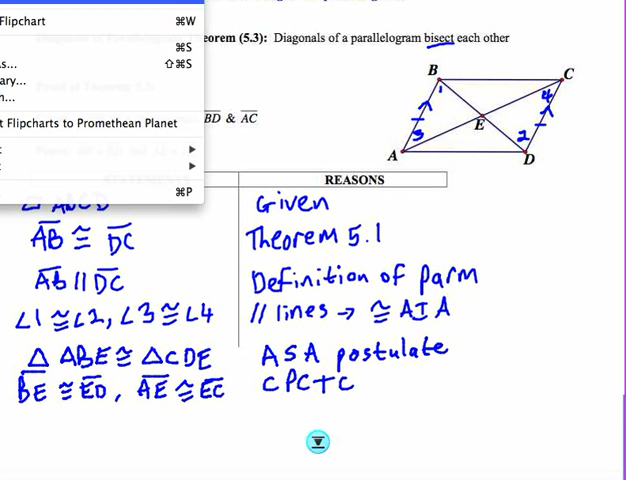 Flipchart ⌘W
eorem (5.3): Diagonals of a parallelogram bisect each other
⌘S
s... ⇧⌘S
ary...
n...
t Flipcharts to Promethean Planet
BD & AC
⌘P
B
C
1
4
E
3
2
A
D
REASONS
ABCD Given
AB ≅ DC Theorem 5.1
AB // DC Definition of parm
∠1≅∠2, ∠3≅∠4 // lines → ≅ AIA
△ ABE≅△CDE ASA postulate
BE ≅ ED, AE ≅ EC CPCTC